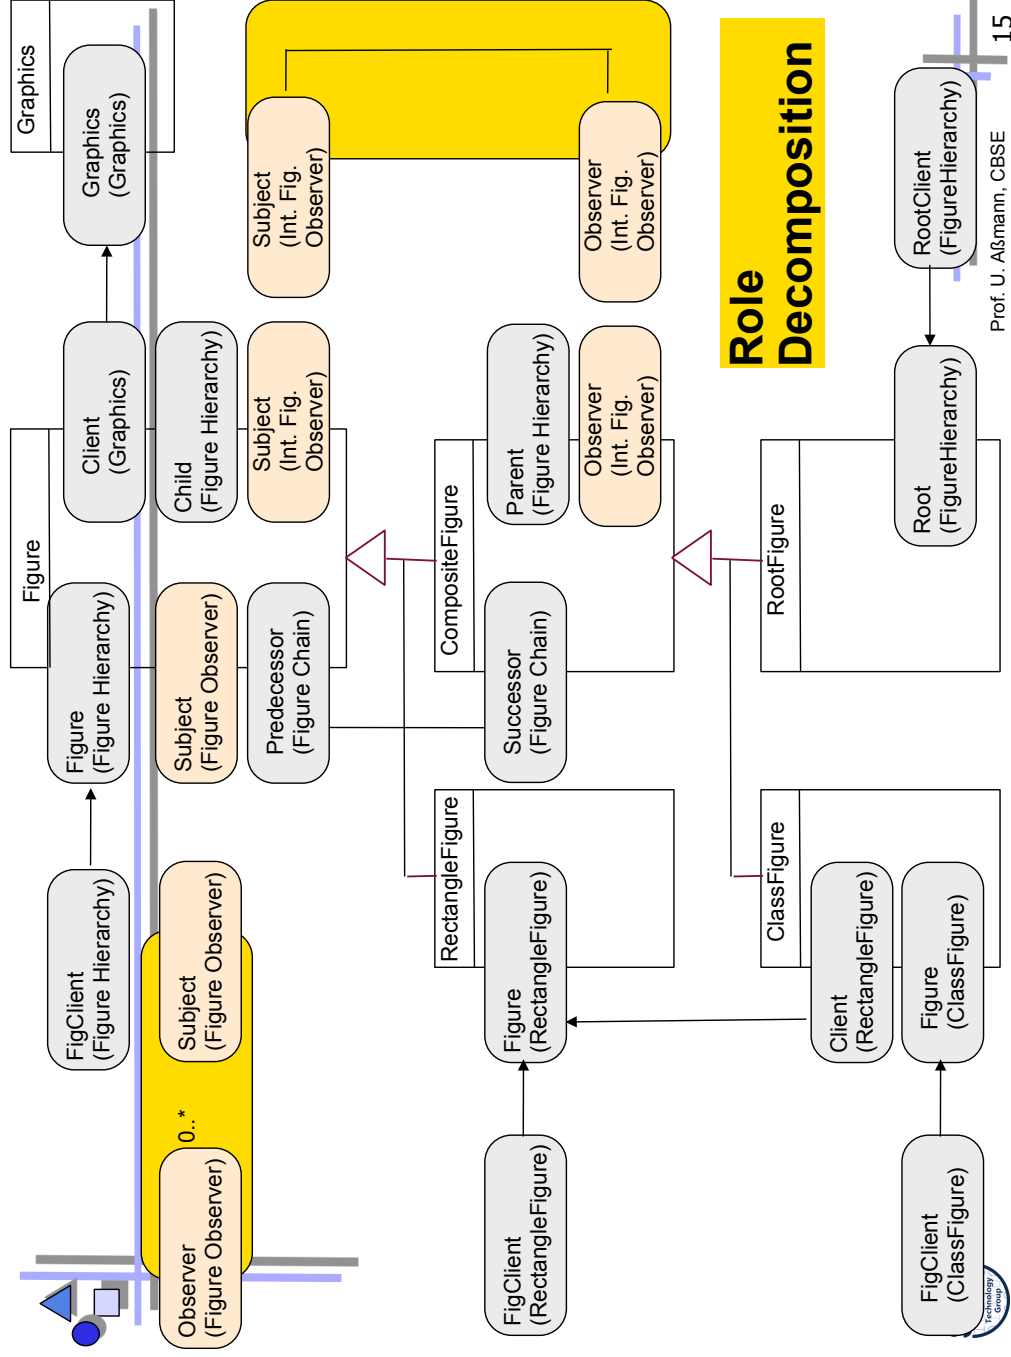 Graphics
Figure
FigClient
(Figure Hierarchy)
Figure
(Figure Hierarchy)
Client
(Graphics)
Graphics
(Graphics)
Observer
(Figure Observer)
0..*
Subject
(Figure Observer)
Subject
(Figure Observer)
Child
(Figure Hierarchy)
Predecessor
(Figure Chain)
Subject
(Int. Fig.
Observer)
Subject
(Int. Fig.
Observer)
RectangleFigure
CompositeFigure
FigClient
(RectangleFigure)
Figure
(RectangleFigure)
Successor
(Figure Chain)
Parent
(Figure Hierarchy)
Observer
(Int. Fig.
Observer)
Observer
(Int. Fig.
Observer)
Role
Decomposition
ClassFigure
RootFigure
Client
(RectangleFigure)
FigClient
(ClassFigure)
Figure
(ClassFigure)
Root
(FigureHierarchy)
RootClient
(FigureHierarchy)
Technology
Group
Prof. U. Aßmann, CBSE
15